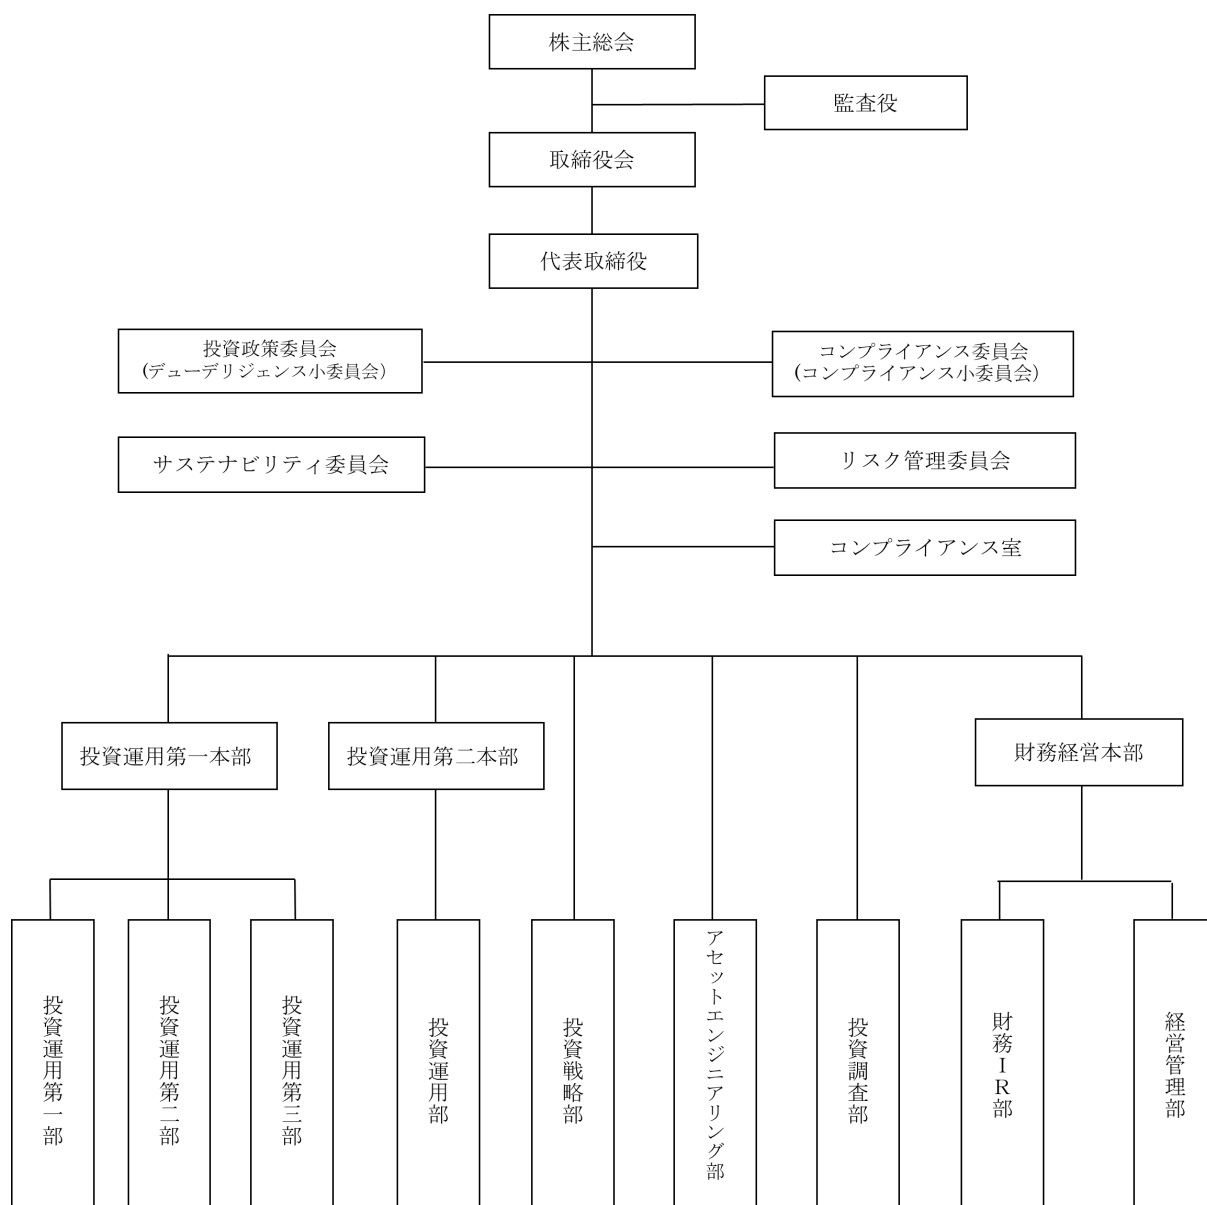 株主総会
監査役
取締役会
代表取締役
投資政策委員会
(デューデリジェンス小委員会)
コンプライアンス委員会
(コンプライアンス小委員会)
サステナビリティ委員会
リスク管理委員会
コンプライアンス室
投資運用第一本部
投資運用第二本部
財務経営本部
投資運用第一部
投資運用第二部
投資運用第三部
投資運用部
投資戦略部
アセットエンジニアリング部
投資調査部
財務IR部
経営管理部